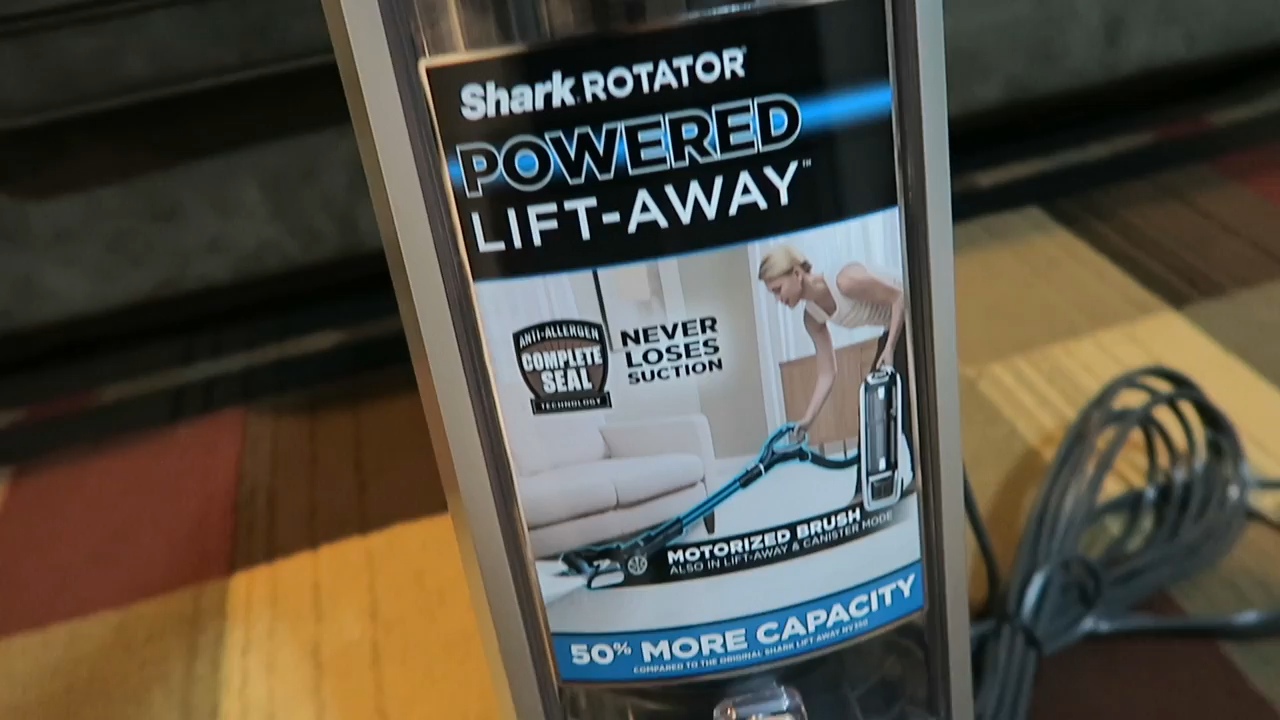 Shark ROTATOR
POWERED
LIFT-AWAY™
ANTI-ALLERGEN
COMPLETE
SEAL
TECHNOLOGY
NEVER
LOSES
SUCTION
MOTORIZED BRUSH
ALSO IN LIFT-AWAY & CANISTER MODE
50% MORE CAPACITY
COMPARED TO THE ORIGINAL SHARK LIFT-AWAY NV350